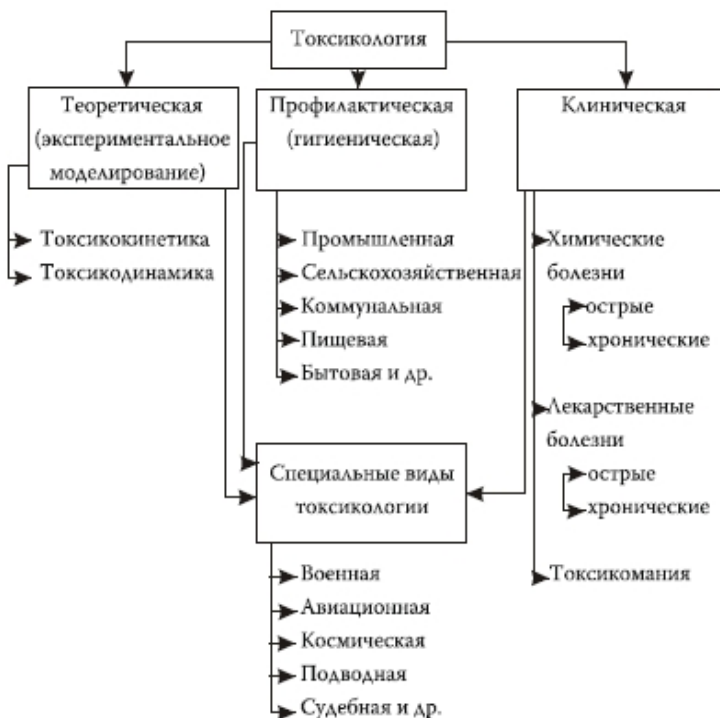 Токсикология
Теоретическая
(экспериментальное
моделирование)
Токсикокинетика
Токсикодинамика
Профилактическая
(гигиеническая)
Промышленная
Сельскохозяйственная
Коммунальная
Пищевая
Бытовая и др.
Клиническая
Химические
болезни
острые
хронические
Лекарственные
болезни
острые
хронические
Токсикомания
Специальные виды
токсикологии
Военная
Авиационная
Космическая
Подводная
Судебная и др.